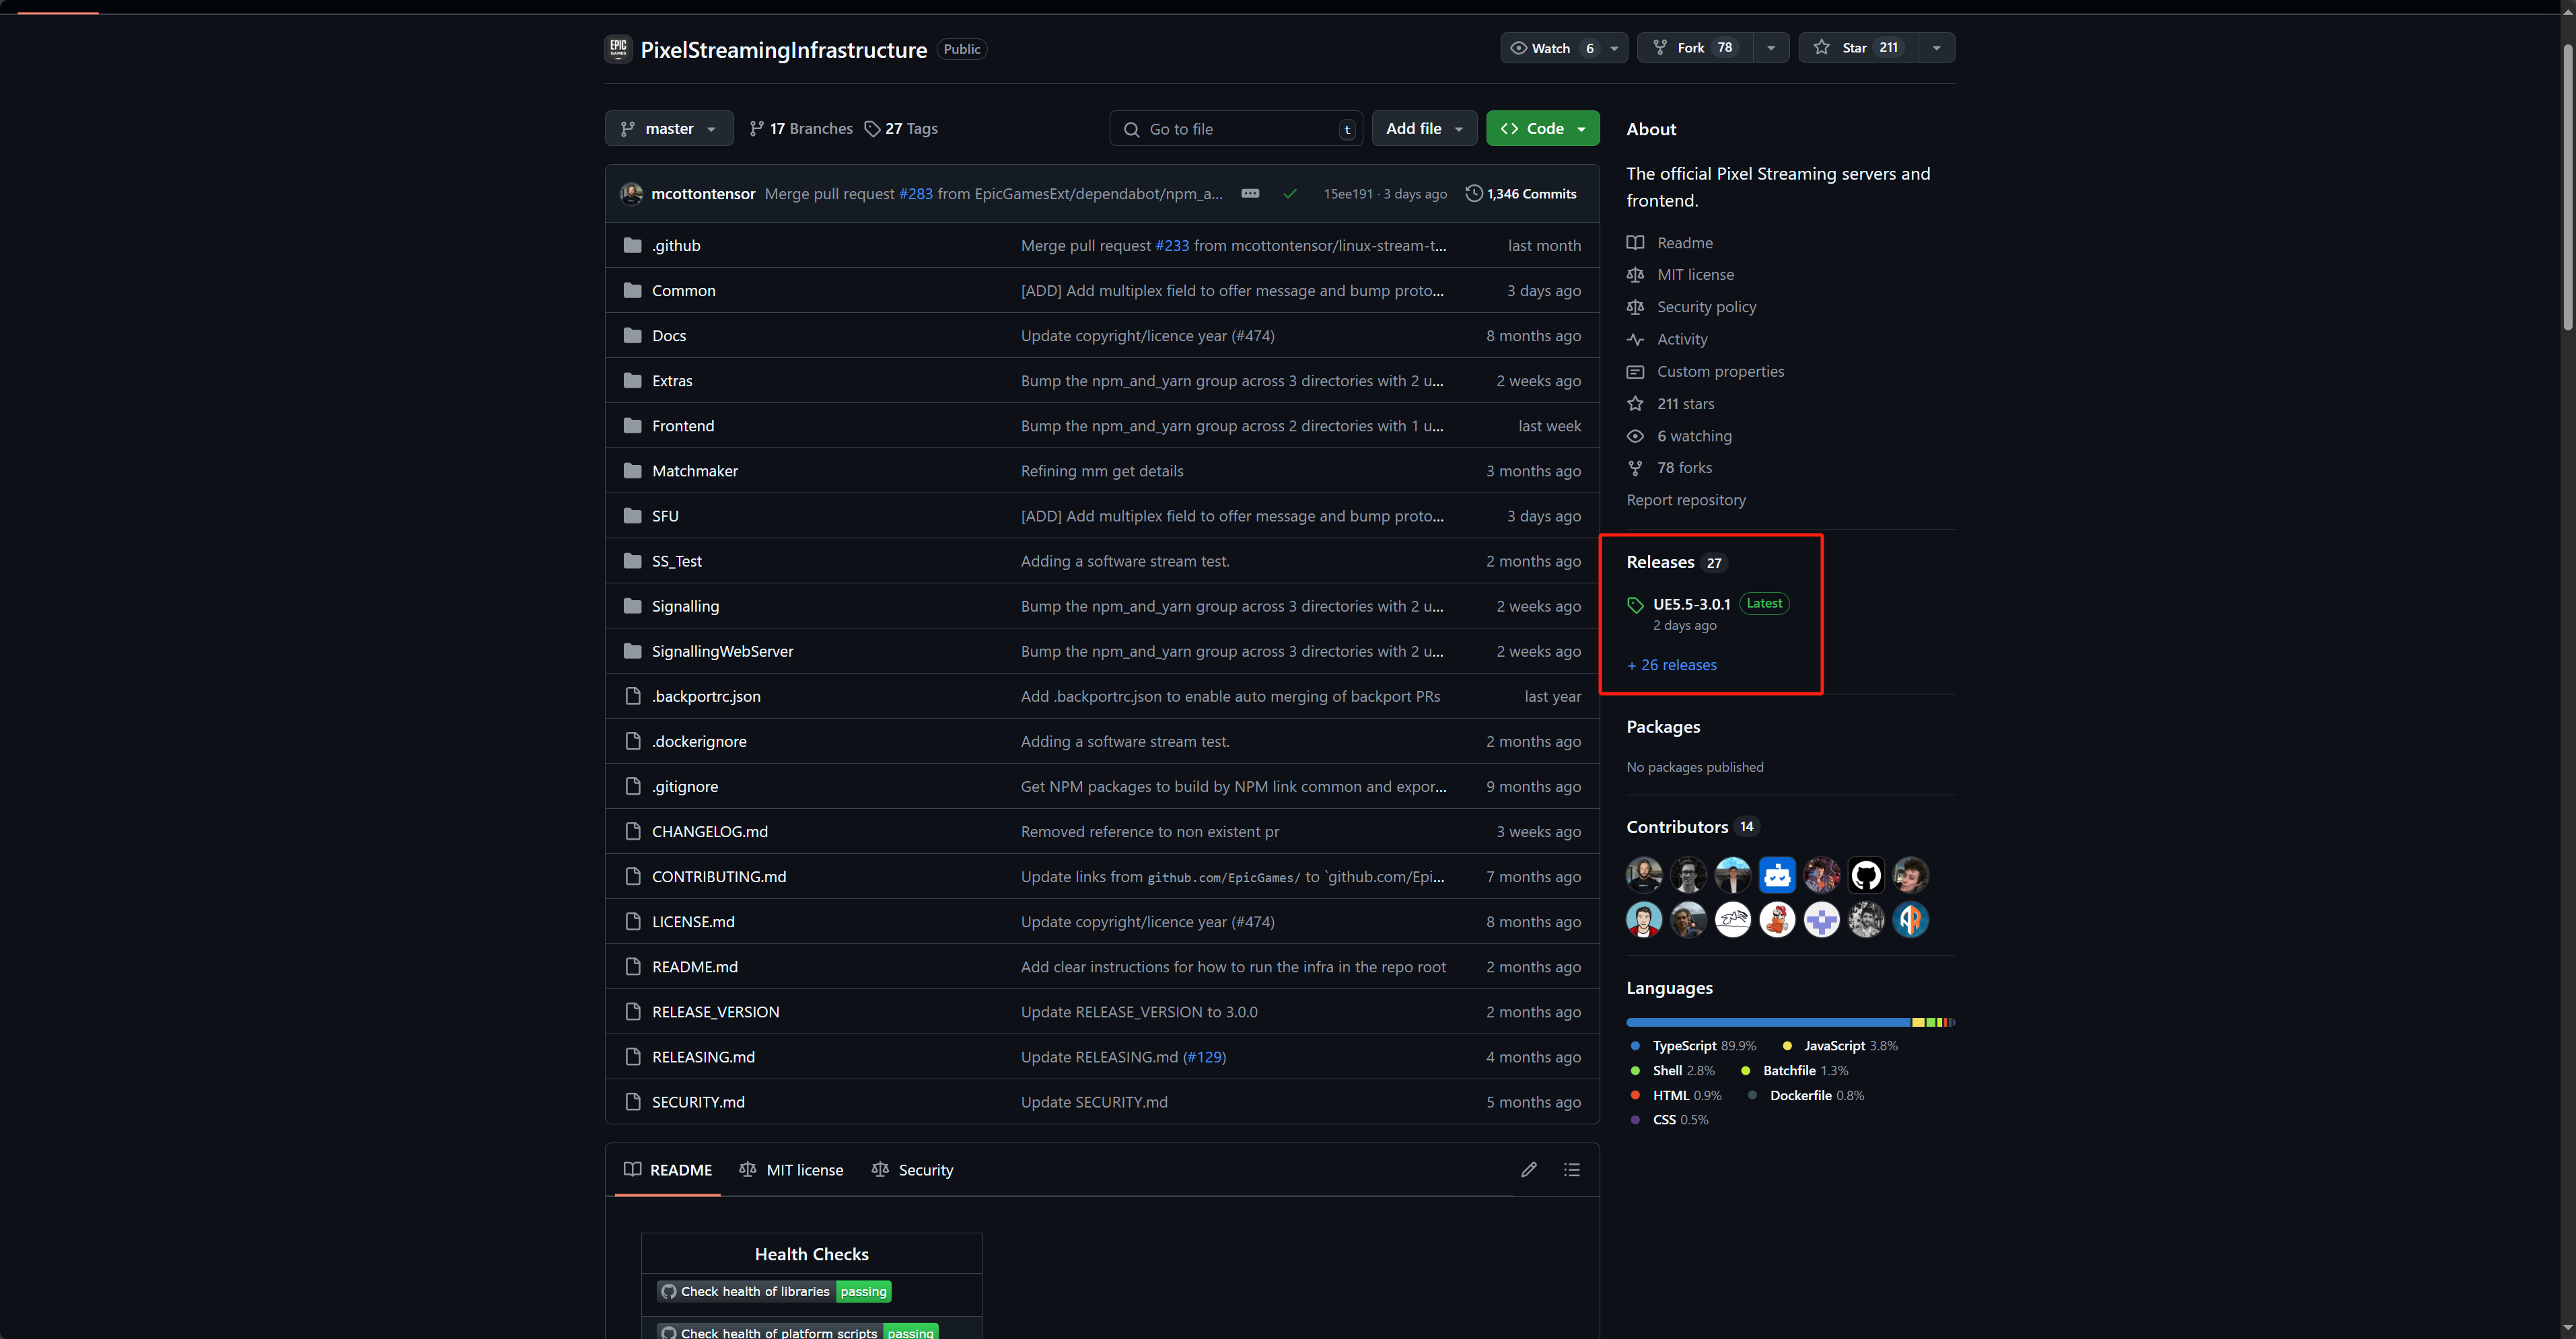 EPIC GAMES
PixelStreamingInfrastructure Public
Watch 6
Fork 78
Star 211
master
17 Branches
27 Tags
Go to file t
Add file
Code
mcottontensor Merge pull request #283 from EpicGamesExt/dependabot/npm_a... 15ee191 · 3 days ago 1,346 Commits
.github Merge pull request #233 from mcottontensor/linux-stream-t... last month
Common [ADD] Add multiplex field to offer message and bump proto... 3 days ago
Docs Update copyright/licence year (#474) 8 months ago
Extras Bump the npm_and_yarn group across 3 directories with 2 u... 2 weeks ago
Frontend Bump the npm_and_yarn group across 2 directories with 1 u... last week
Matchmaker Refining mm get details 3 months ago
SFU [ADD] Add multiplex field to offer message and bump proto... 3 days ago
SS_Test Adding a software stream test. 2 months ago
Signalling Bump the npm_and_yarn group across 3 directories with 2 u... 2 weeks ago
SignallingWebServer Bump the npm_and_yarn group across 3 directories with 2 u... 2 weeks ago
.backportrc.json Add .backportrc.json to enable auto merging of backport PRs last year
.dockerignore Adding a software stream test. 2 months ago
.gitignore Get NPM packages to build by NPM link common and expor... 9 months ago
CHANGELOG.md Removed reference to non existent pr 3 weeks ago
CONTRIBUTING.md Update links from github.com/EpicGames/ to `github.com/Epi... 7 months ago
LICENSE.md Update copyright/licence year (#474) 8 months ago
README.md Add clear instructions for how to run the infra in the repo root 2 months ago
RELEASE_VERSION Update RELEASE_VERSION to 3.0.0 2 months ago
RELEASING.md Update RELEASING.md (#129) 4 months ago
SECURITY.md Update SECURITY.md 5 months ago
README
MIT license
Security
Health Checks
Check health of libraries passing
Check health of platform scripts passing
About
The official Pixel Streaming servers and
frontend.
Readme
MIT license
Security policy
Activity
Custom properties
211 stars
6 watching
78 forks
Report repository
Releases 27
UE5.5-3.0.1 Latest
2 days ago
+ 26 releases
Packages
No packages published
Contributors 14
Languages
TypeScript 89.9% JavaScript 3.8%
Shell 2.8% Batchfile 1.3%
HTML 0.9% Dockerfile 0.8%
CSS 0.5%